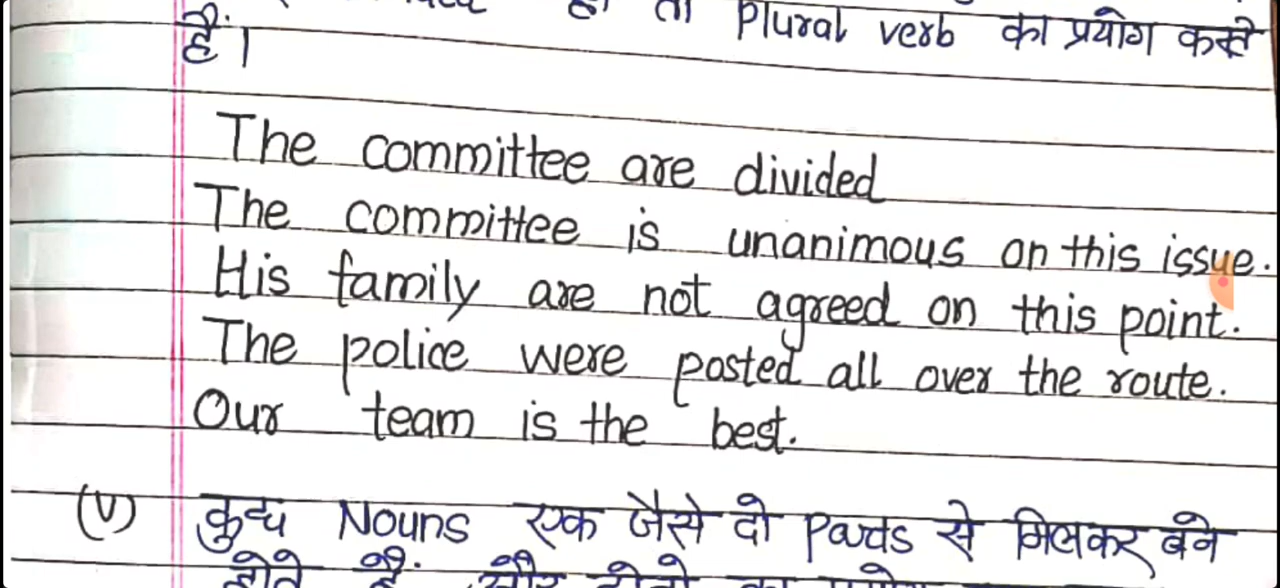 हो तो Plural verb का प्रयोग करते
हैं।
The committee are divided
The committee is unanimous on this issue.
His family are not agreed on this point.
The police were posted all over the route.
Our team is the best.
(V) कुछ Nouns एक जैसे दो Parts से मिलकर बने
होते हैं और दोनो का प्रयोग